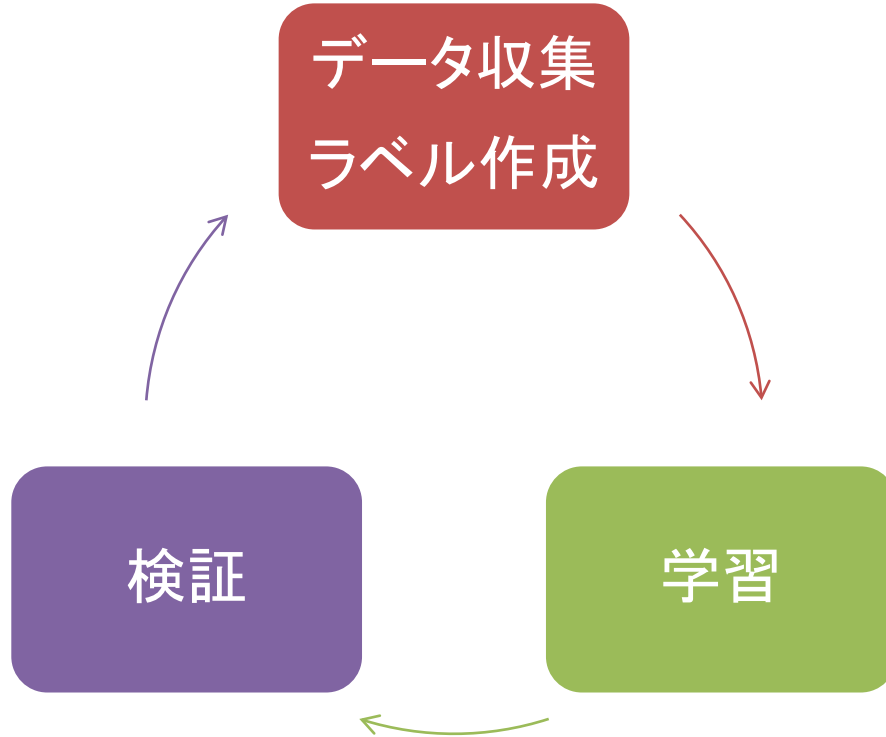 データ収集
ラベル作成
検証
学習